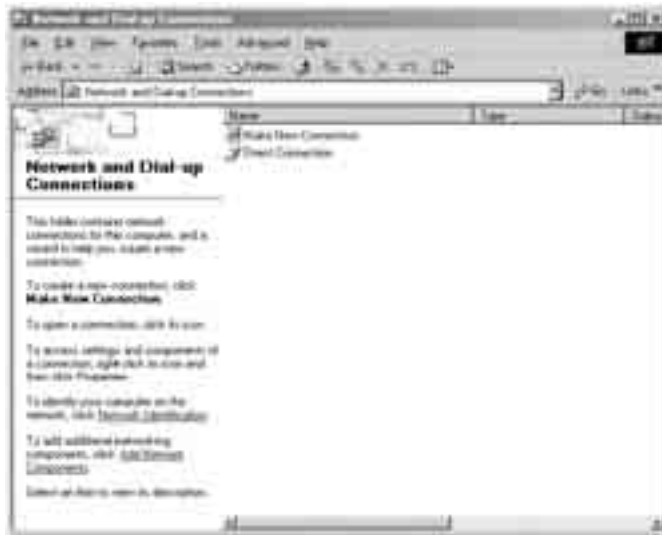 Network and Dial-up Connections
File Edit View Favorites Tools Advanced Help
Back Search Folders
Address Network and Dial-up Connections Go Links
Name Type Status
Make New Connection
Direct Connection
Network and Dial-up
Connections
This folder contains network
connections for this computer, and a
wizard to help you create a new
connection.
To create a new connection, click
Make New Connection.
To open a connection, click its icon.
To access settings and components of
a connection, right-click its icon and
then click Properties.
To identify your computer on the
network, click Network Identification.
To add additional networking
components, click Add Network
Components.
Select an item to view its description.